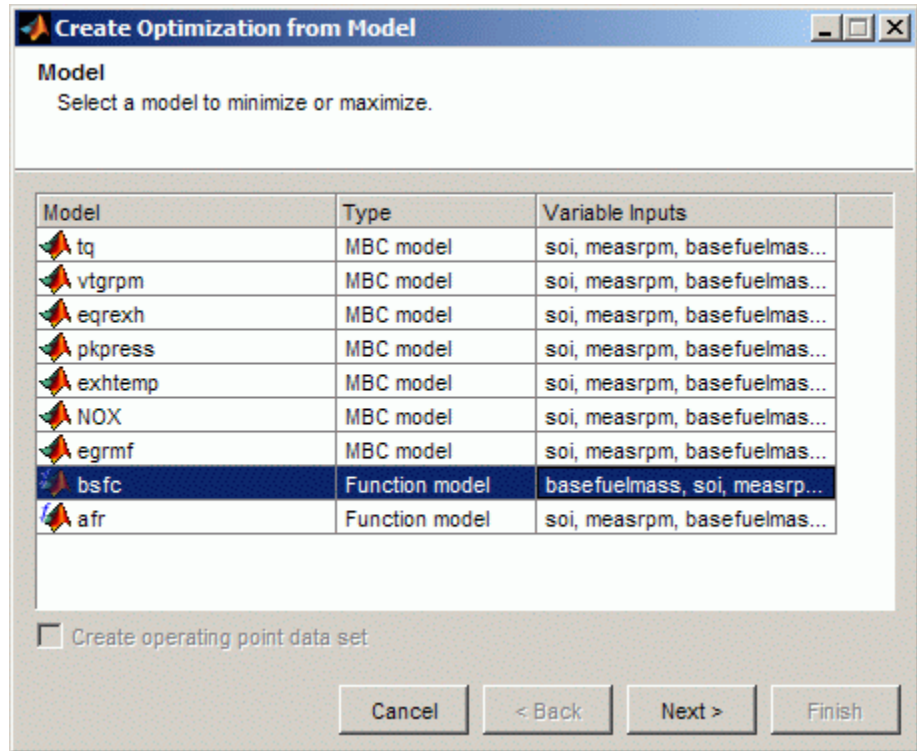 Create Optimization from Model
Model
Select a model to minimize or maximize.
Model Type Variable Inputs
tq MBC model soi, measrpm, basefuelmas...
vtgrpm MBC model soi, measrpm, basefuelmas...
eqrexh MBC model soi, measrpm, basefuelmas...
pkpress MBC model soi, measrpm, basefuelmas...
exhtemp MBC model soi, measrpm, basefuelmas...
NOX MBC model soi, measrpm, basefuelmas...
egrmf MBC model soi, measrpm, basefuelmas...
bsfc Function model basefuelmass, soi, measrp...
afr Function model soi, measrpm, basefuelmas...
Create operating point data set
Cancel < Back Next > Finish